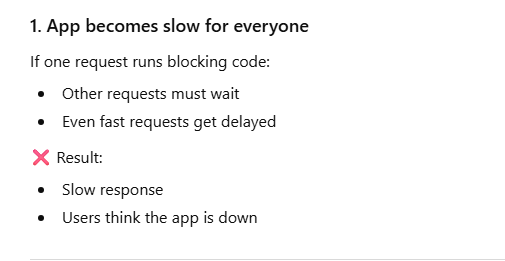 1. App becomes slow for everyone
If one request runs blocking code:
• Other requests must wait
• Even fast requests get delayed
❌ Result:
• Slow response
• Users think the app is down